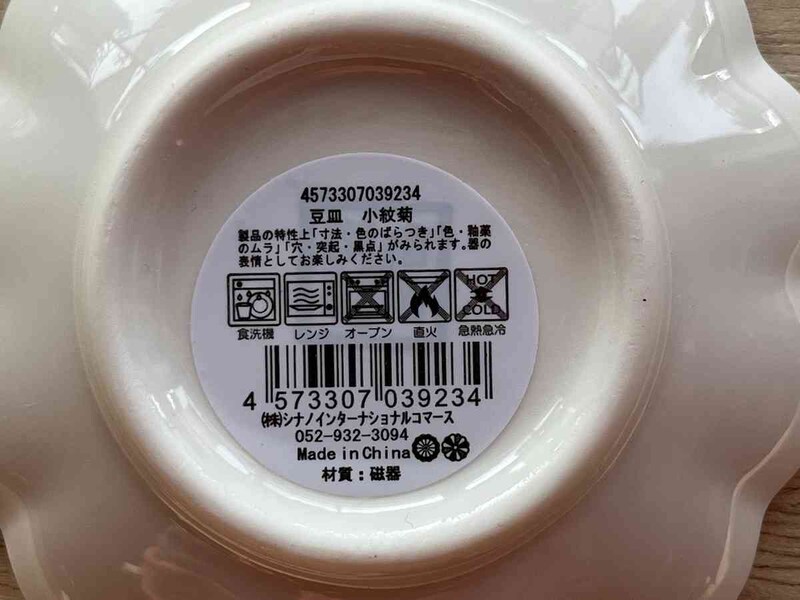 4573307039234
豆皿 小紋菊
製品の特性上「寸法・色のばらつき」「色・釉薬
のムラ」「穴・突起・黒点」がみられます。器の
表情としてお楽しみください。
HOT
COLD
食洗機 レンジ オーブン 直火 急熱急冷
4 573307 039234
㈱シナノインターナショナルコマース
052-932-3094
Made in China
材質：磁器